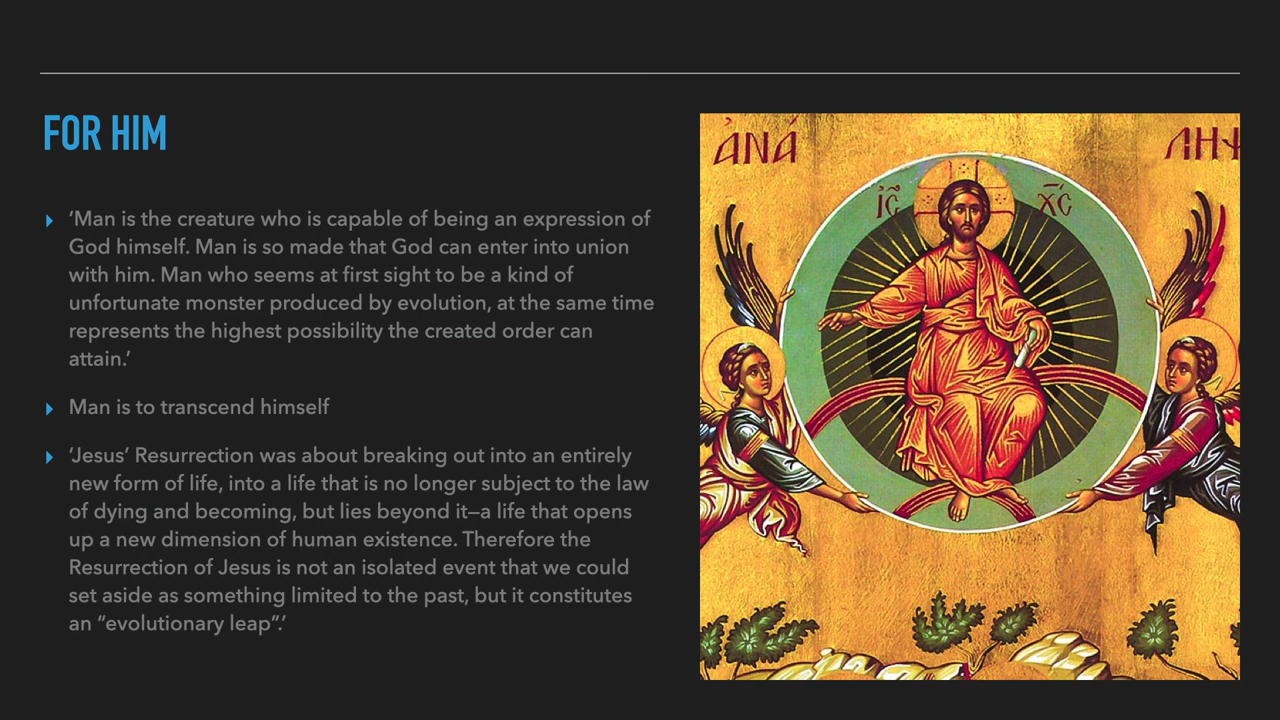 FOR HIM
‘Man is the creature who is capable of being an expression of
God himself. Man is so made that God can enter into union
with him. Man who seems at first sight to be a kind of
unfortunate monster produced by evolution, at the same time
represents the highest possibility the created order can
attain.’
Man is to transcend himself
‘Jesus’ Resurrection was about breaking out into an entirely
new form of life, into a life that is no longer subject to the law
of dying and becoming, but lies beyond it—a life that opens
up a new dimension of human existence. Therefore the
Resurrection of Jesus is not an isolated event that we could
set aside as something limited to the past, but it constitutes
an “evolutionary leap”.’
ἈΝΆ ΛΗΨ
ΙC ΧC